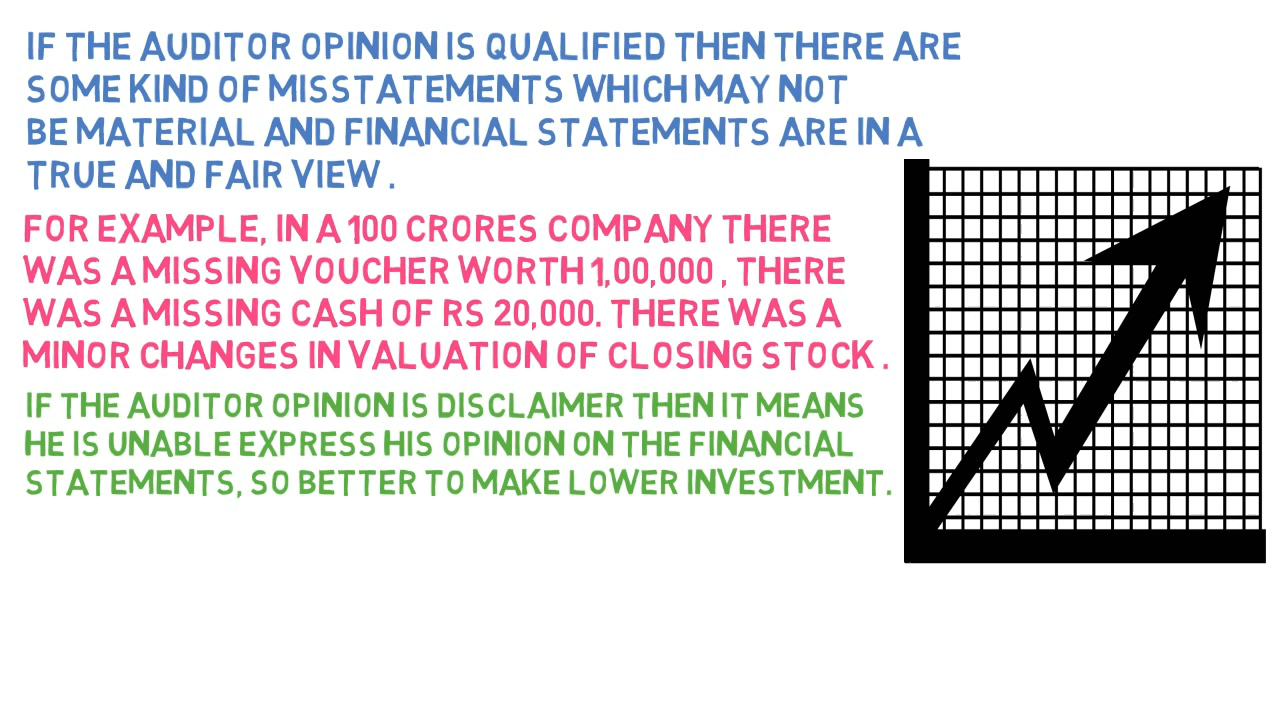 IF THE AUDITOR OPINION IS QUALIFIED THEN THERE ARE
SOME KIND OF MISSTATEMENTS WHICH MAY NOT
BE MATERIAL AND FINANCIAL STATEMENTS ARE IN A
TRUE AND FAIR VIEW .
FOR EXAMPLE, IN A 100 CRORES COMPANY THERE
WAS A MISSING VOUCHER WORTH 1,00,000 , THERE
WAS A MISSING CASH OF RS 20,000. THERE WAS A
MINOR CHANGES IN VALUATION OF CLOSING STOCK .
IF THE AUDITOR OPINION IS DISCLAIMER THEN IT MEANS
HE IS UNABLE EXPRESS HIS OPINION ON THE FINANCIAL
STATEMENTS, SO BETTER TO MAKE LOWER INVESTMENT.